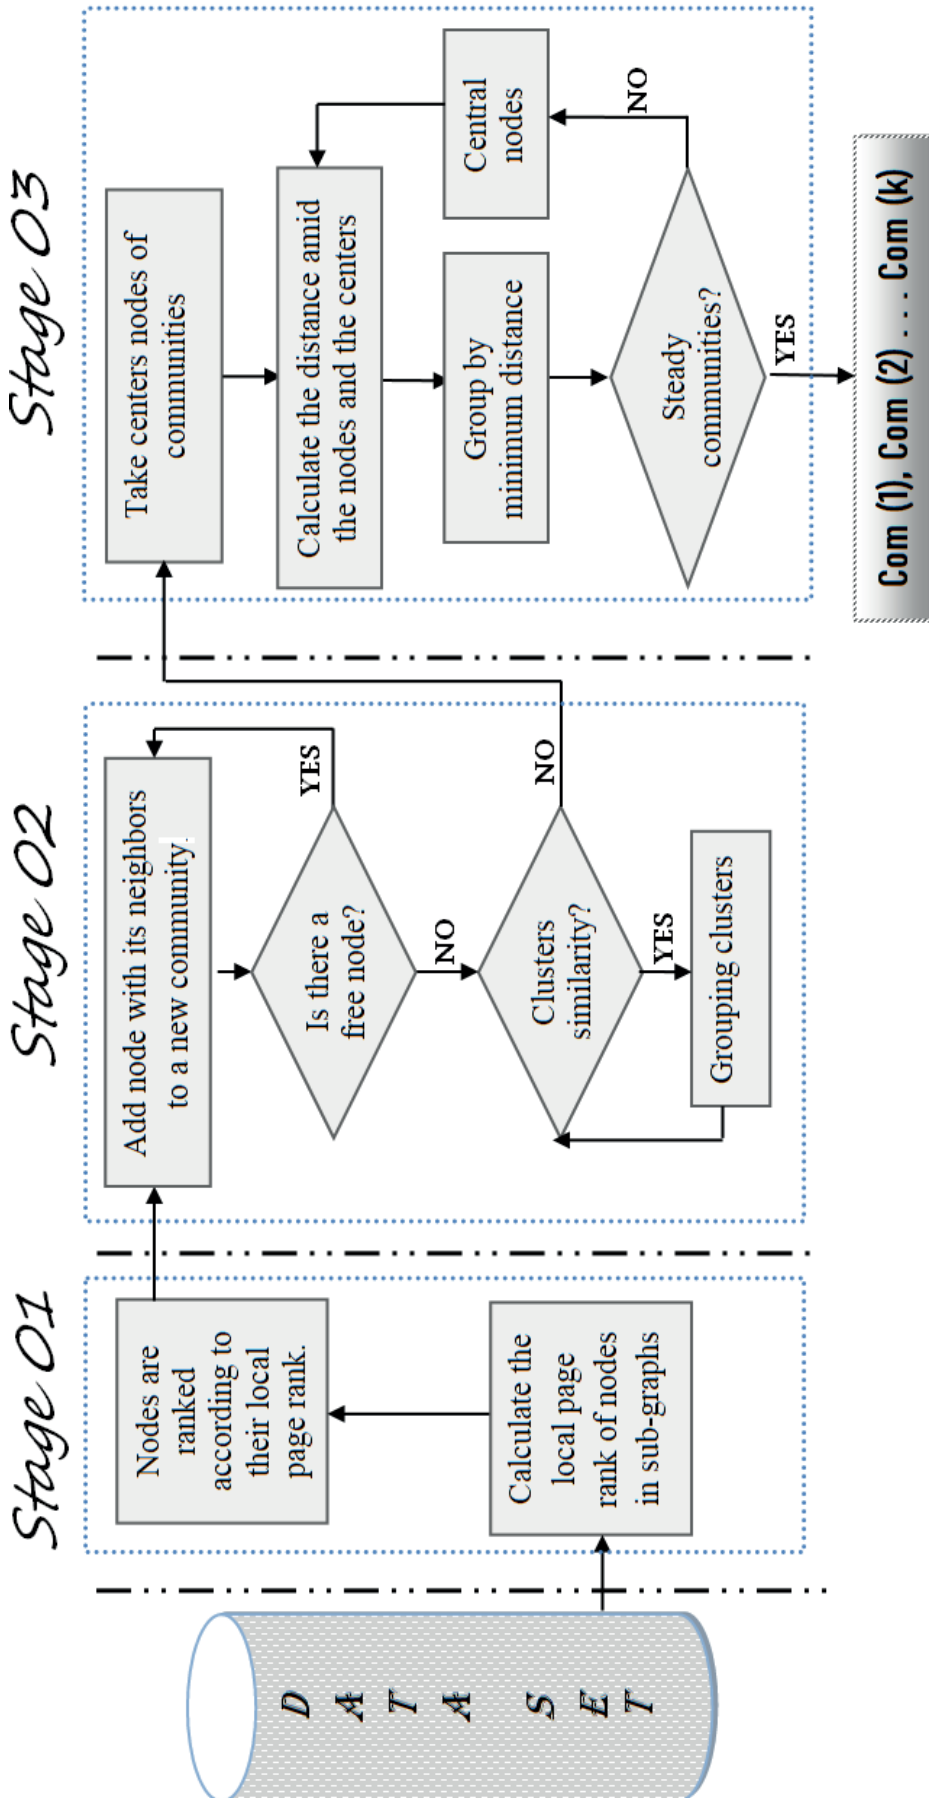 DATA SET
Stage 01
Nodes are
ranked
according to
their local
page rank.
Calculate the
local page
rank of nodes
in sub-graphs
Stage 02
Add node with its neighbors
to a new community.
Is there a
free node?
YES
NO
Clusters
similarity?
NO
YES
Grouping clusters
Stage 03
Take centers nodes of
communities
Calculate the distance amid
the nodes and the centers
Central
nodes
Group by
minimum distance
Steady
communities?
NO
YES
Com (1), Com (2) . . . Com (k)